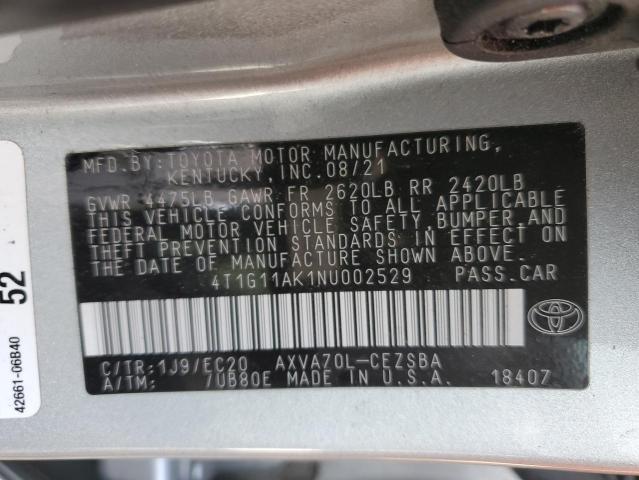 MFD.BY:TOYOTA MOTOR MANUFACTURING,
KENTUCKY,INC.08/21
GVWR 4475LB GAWR FR 2620LB RR 2420LB
THIS VEHICLE CONFORMS TO ALL APPLICABLE
FEDERAL MOTOR VEHICLE SAFETY,BUMPER,AND
THEFT PREVENTION STANDARDS IN EFFECT ON
THE DATE OF MANUFACTURE SHOWN ABOVE.
4T1G11AK1NU002529 PASS.CAR
C/TR:1J9/EC20 AXVA70L-CEZSBA
A/TM: 7UB80E MADE IN U.S.A. 18407
52
42661-06B40